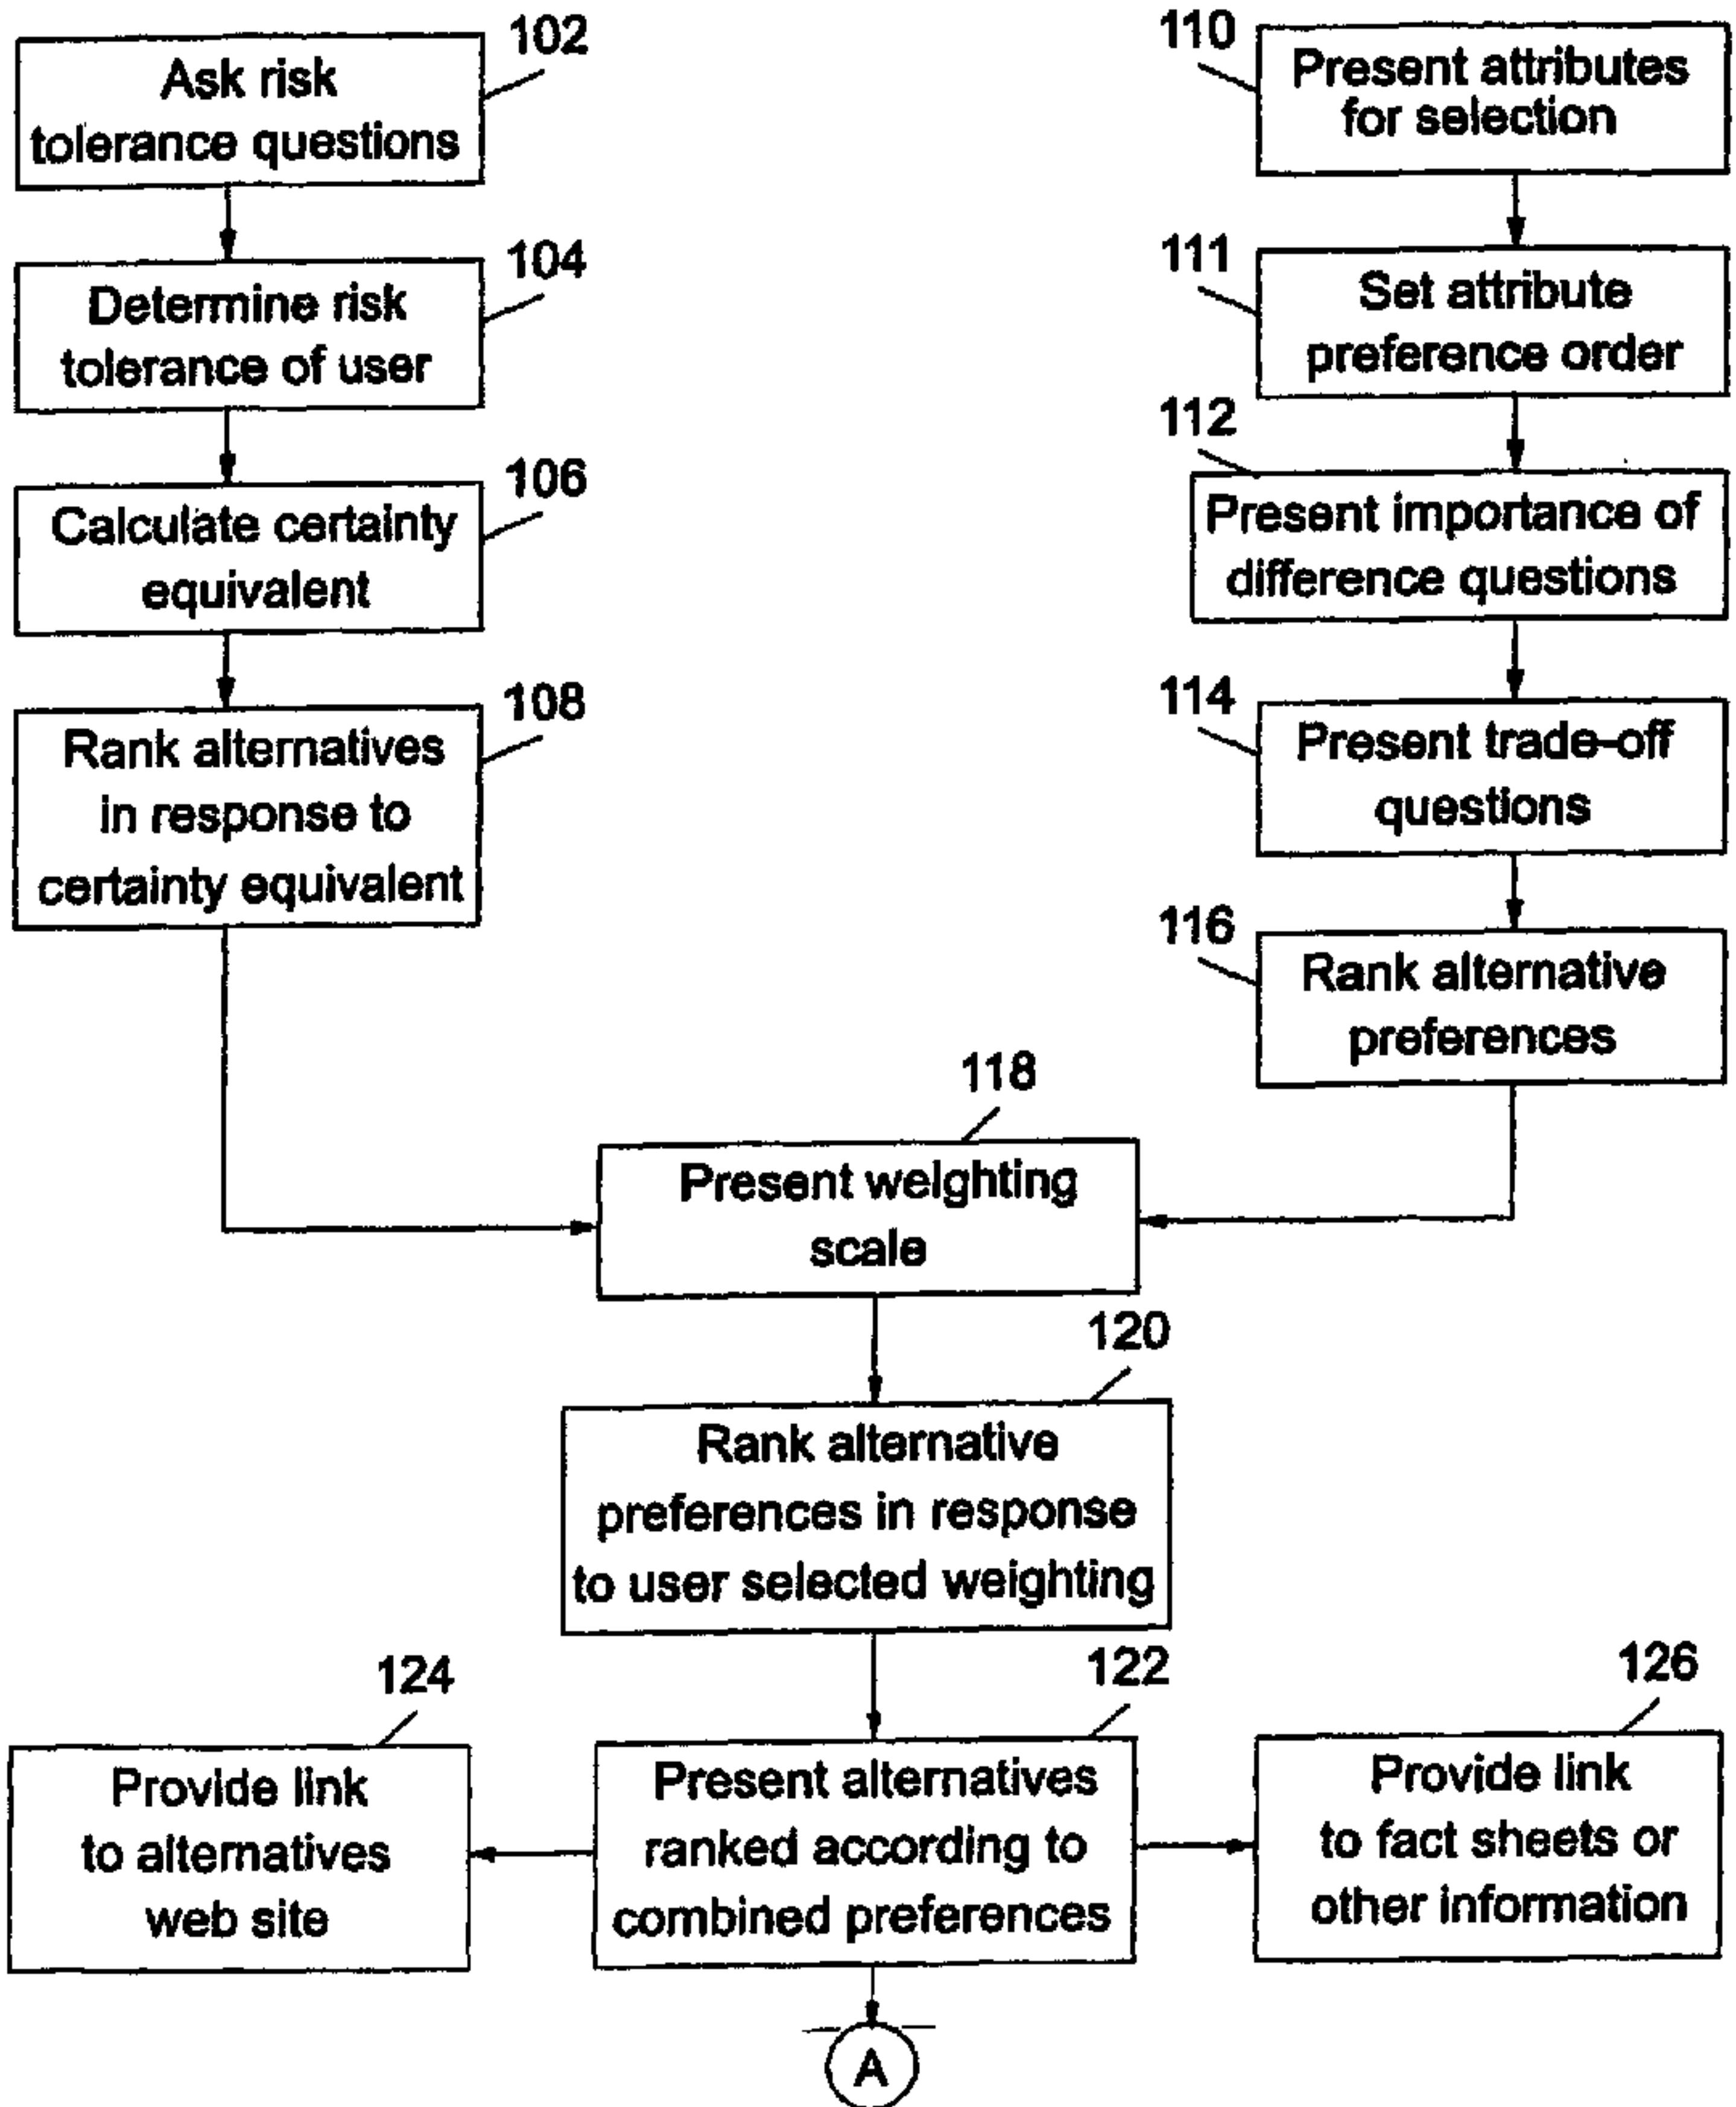 102
Ask risk
tolerance questions
104
Determine risk
tolerance of user
106
Calculate certainty
equivalent
108
Rank alternatives
in response to
certainty equivalent
110
Present attributes
for selection
111
Set attribute
preference order
112
Present importance of
difference questions
114
Present trade-off
questions
116
Rank alternative
preferences
118
Present weighting
scale
120
Rank alternative
preferences in response
to user selected weighting
122
Present alternatives
ranked according to
combined preferences
124
Provide link
to alternatives
web site
126
Provide link
to fact sheets or
other information
A